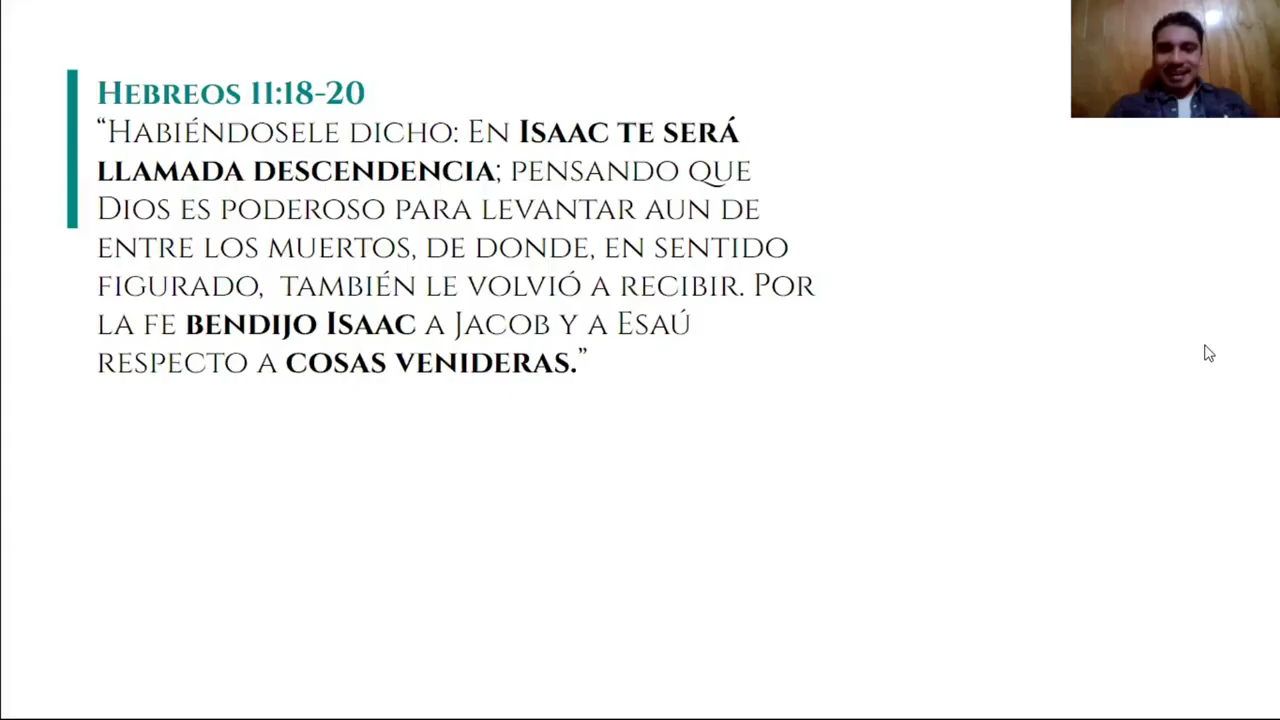 Hebreos 11:18-20
“Habiéndosele dicho: En Isaac te será
llamada descendencia; pensando que
Dios es poderoso para levantar aun de
entre los muertos, de donde, en sentido
figurado, también le volvió a recibir. Por
la fe bendijo Isaac a Jacob y a Esaú
respecto a cosas venideras.”